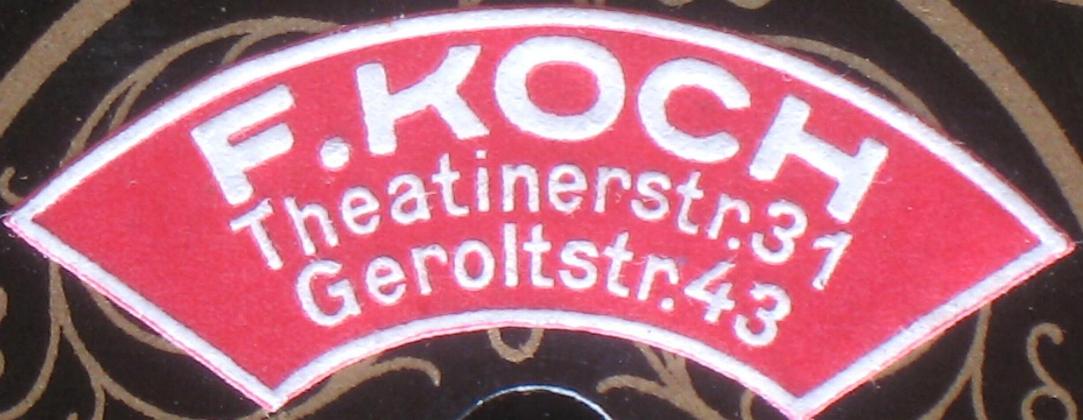 F. KOCH
Theatinerstr. 31
Geroltstr. 43